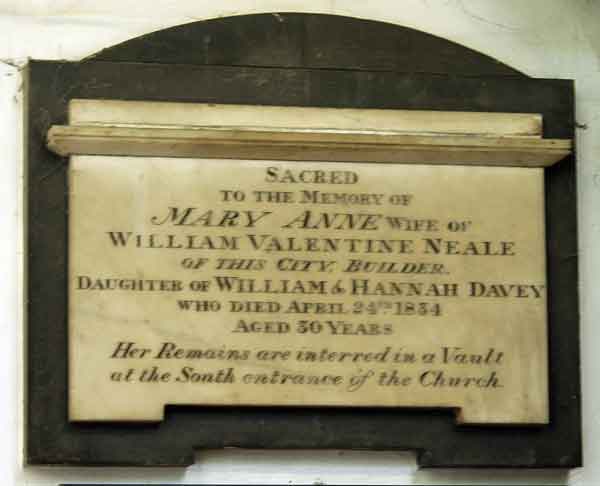 SACRED
TO THE MEMORY OF
MARY ANNE WIFE OF
WILLIAM VALENTINE NEALE
OF THIS CITY, BUILDER.
DAUGHTER OF WILLIAM & HANNAH DAVEY
WHO DIED APRIL 24TH 1834
AGED 30 YEARS
Her Remains are interred in a Vault
at the South entrance of the Church.